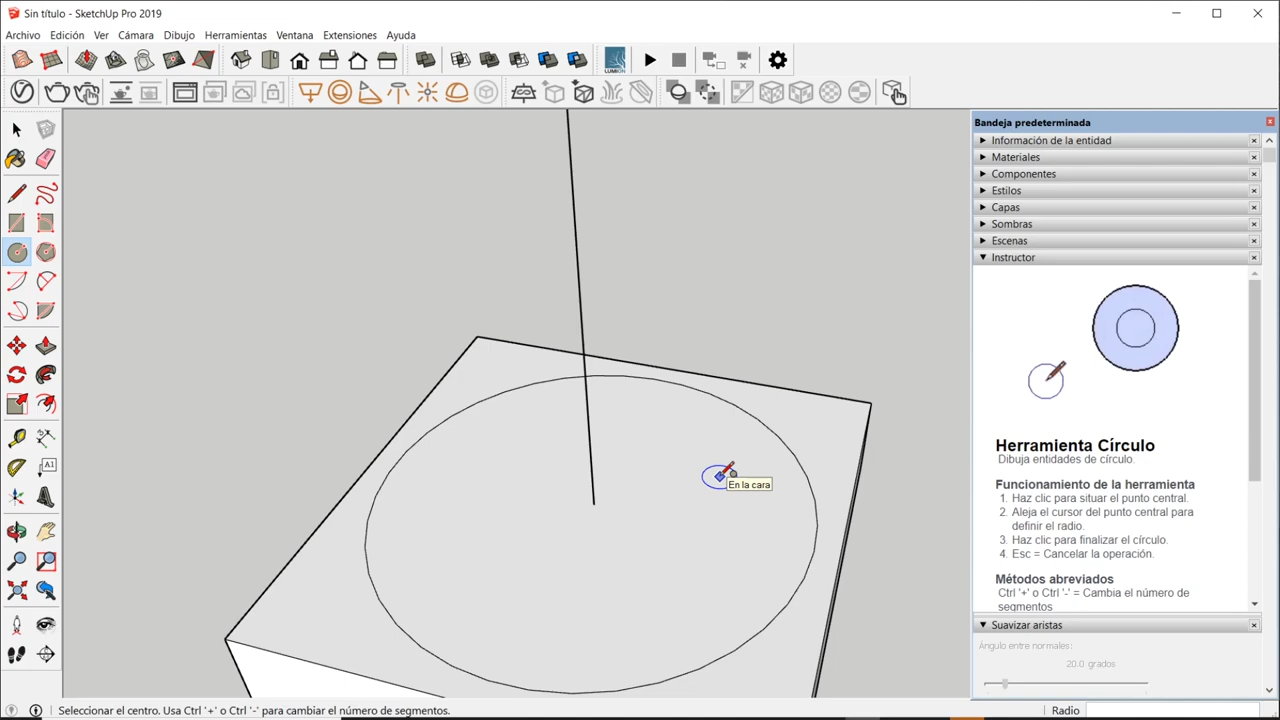 Sin título - SketchUp Pro 2019
Archivo Edición Ver Cámara Dibujo Herramientas Ventana Extensiones Ayuda
LUMION
Bandeja predeterminada
Información de la entidad
Materiales
Componentes
Estilos
Capas
Sombras
Escenas
Instructor
A1
En la cara
Herramienta Círculo
Dibuja entidades de círculo.
Funcionamiento de la herramienta
1. Haz clic para situar el punto central.
2. Aleja el cursor del punto central para
definir el radio.
3. Haz clic para finalizar el círculo.
4. Esc = Cancelar la operación.
Métodos abreviados
Ctrl '+' o Ctrl '-' = Cambia el número de
segmentos
Suavizar aristas
Ángulo entre normales:
20.0 grados
Seleccionar el centro. Usa Ctrl '+' o Ctrl '-' para cambiar el número de segmentos.
Radio